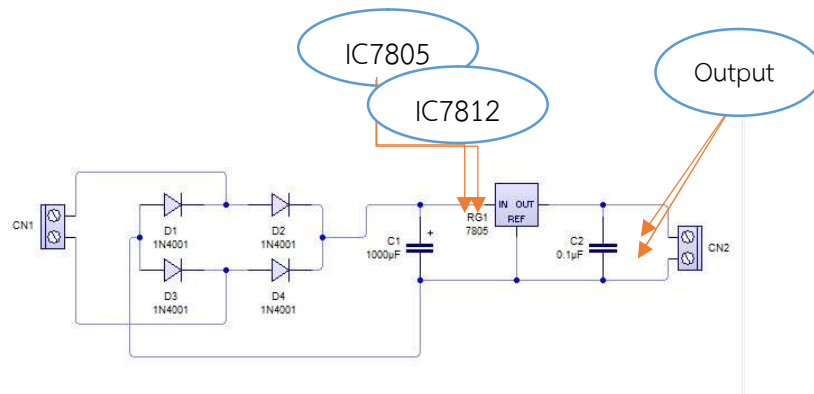 IC7805
IC7812
Output
CN1
D1
1N4001
D2
1N4001
D3
1N4001
D4
1N4001
C1
1000µF
+
RG1
7805
IN OUT
REF
C2
0.1µF
CN2